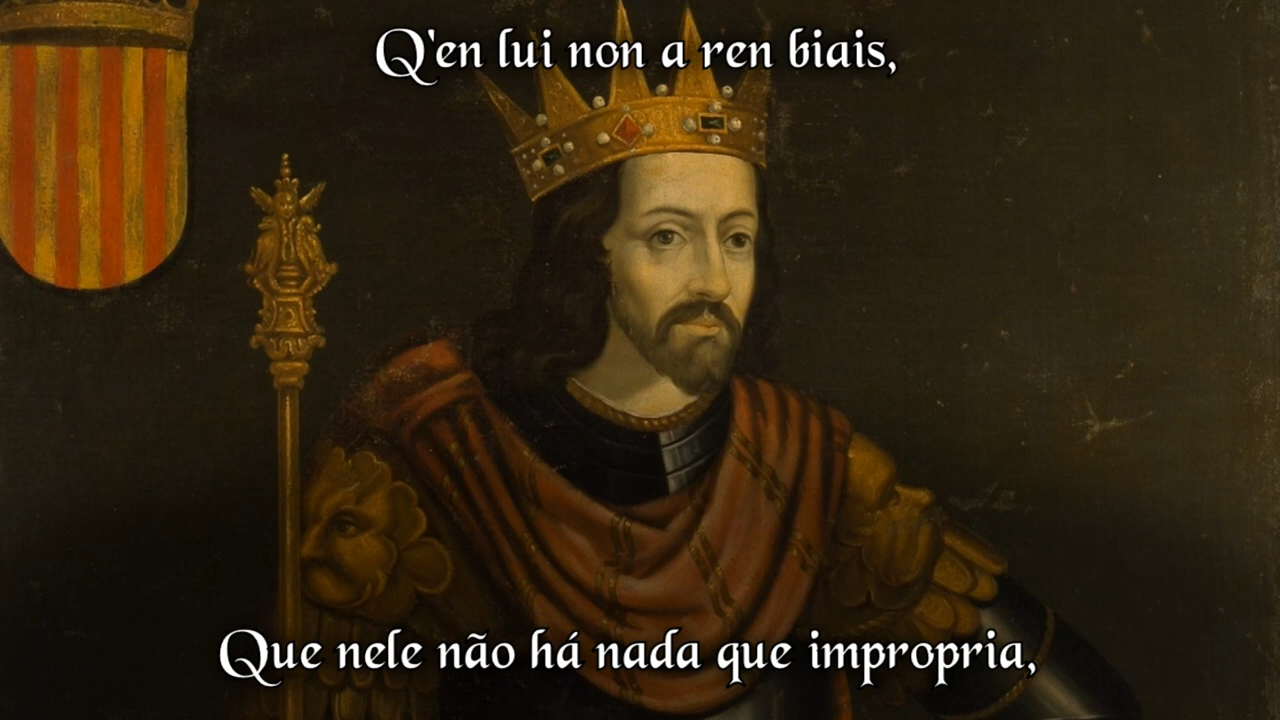 Q'en lui non a ren biais,
Que nele não há nada que impropria,